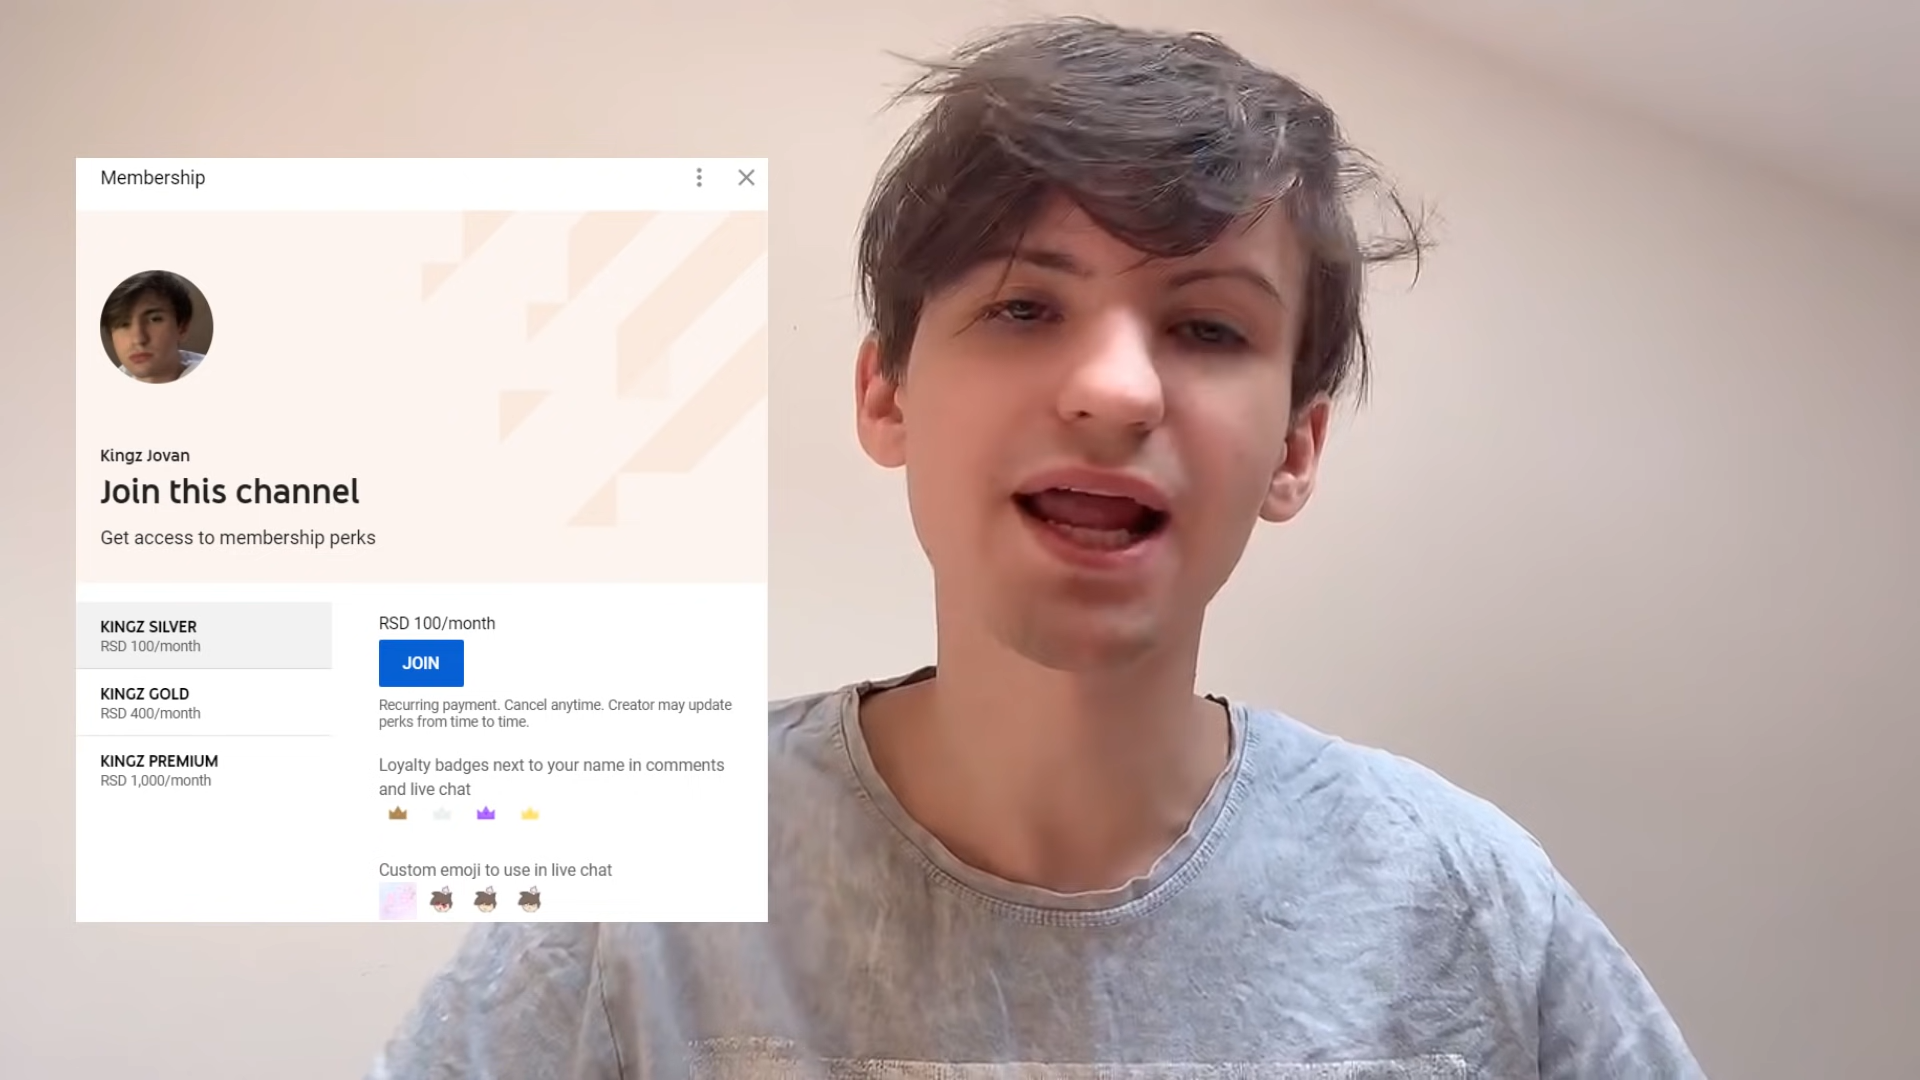 Membership
Kingz Jovan
Join this channel
Get access to membership perks
KINGZ SILVER
RSD 100/month
KINGZ GOLD
RSD 400/month
KINGZ PREMIUM
RSD 1,000/month
RSD 100/month
JOIN
Recurring payment. Cancel anytime. Creator may update
perks from time to time.
Loyalty badges next to your name in comments
and live chat
Custom emoji to use in live chat